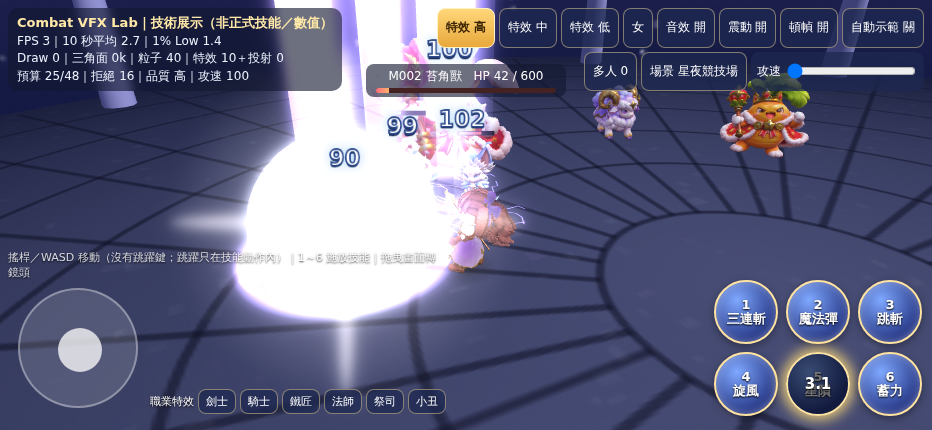 Combat VFX Lab｜技術展示（非正式技能／數值）
FPS 3｜10 秒平均 2.7｜1% Low 1.4
Draw 0｜三角面 0k｜粒子 40｜特效 10＋投射 0
預算 25/48｜拒絕 16｜品質 高｜攻速 100
特效 高
特效 中
特效 低
女
音效 開
震動 開
頓幀 開
自動示範 關
多人 0
場景 星夜競技場
攻速
M002 苔角獸 HP 42 / 600
100
99
102
90
搖桿／WASD 移動（沒有跳躍鍵；跳躍只在技能動作內）｜1～6 施放技能｜拖曳畫面轉
鏡頭
1
三連斬
2
魔法彈
3
跳斬
4
旋風
3.1
6
蓄力
職業特效
劍士
騎士
鐵匠
法師
祭司
小丑